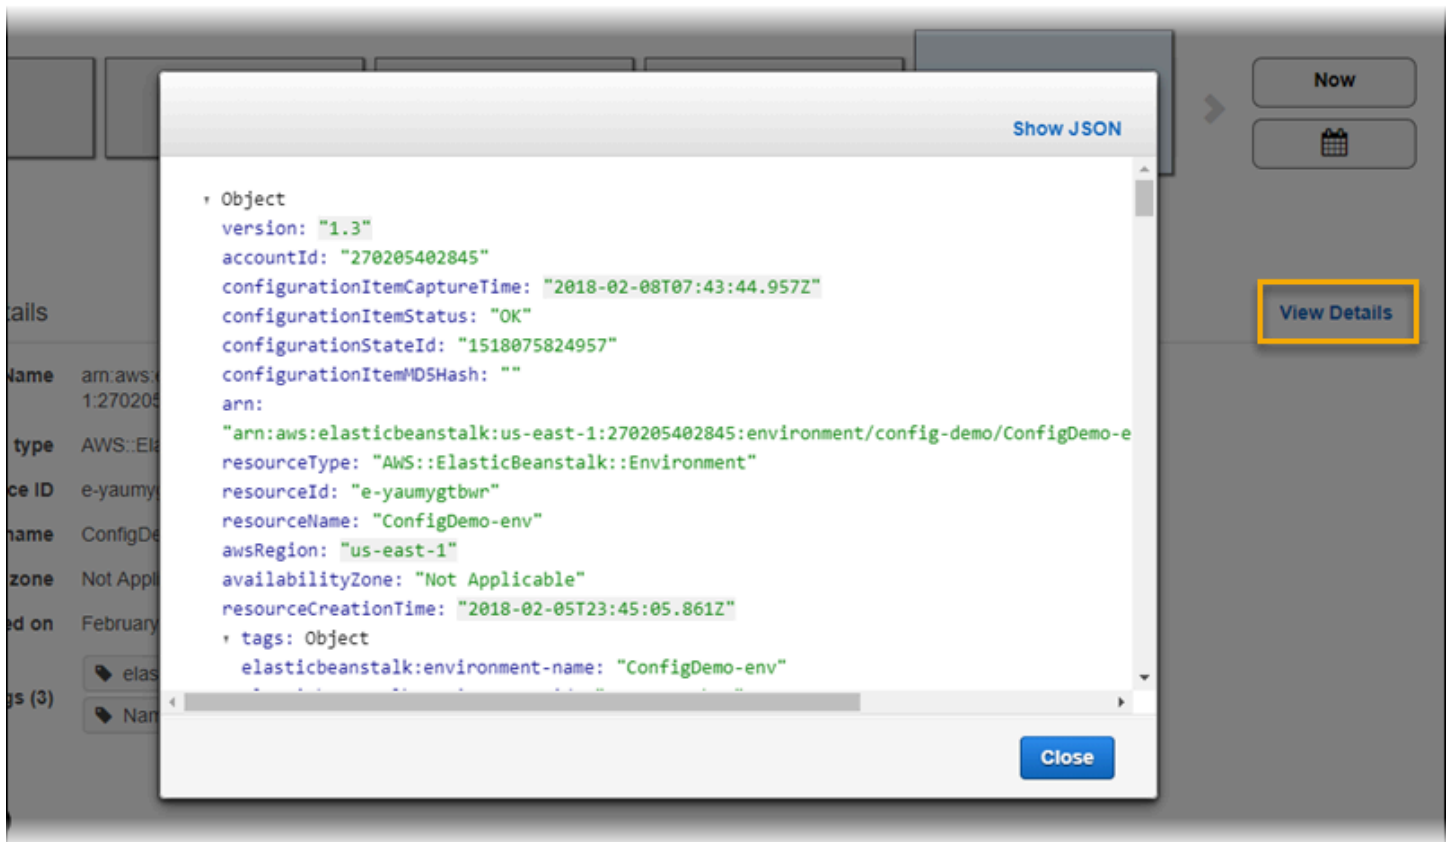 Now
Show JSON
Object
version: "1.3"
accountId: "270205402845"
configurationItemCaptureTime: "2018-02-08T07:43:44.957Z"
configurationItemStatus: "OK"
configurationStateId: "1518075824957"
configurationItemMD5Hash: ""
arn:
"arn:aws:elasticbeanstalk:us-east-1:270205402845:environment/config-demo/ConfigDemo-e
resourceType: "AWS::ElasticBeanstalk::Environment"
resourceId: "e-yaumygtbwr"
resourceName: "ConfigDemo-env"
awsRegion: "us-east-1"
availabilityZone: "Not Applicable"
resourceCreationTime: "2018-02-05T23:45:05.861Z"
tags: Object
elasticbeanstalk:environment-name: "ConfigDemo-env"
Close
View Details
tails
Name arn:aws:
1:270205
type AWS::Ela
ce ID e-yaumy
name ConfigDe
zone Not Appl
ed on February
gs (3)
elas
Nam